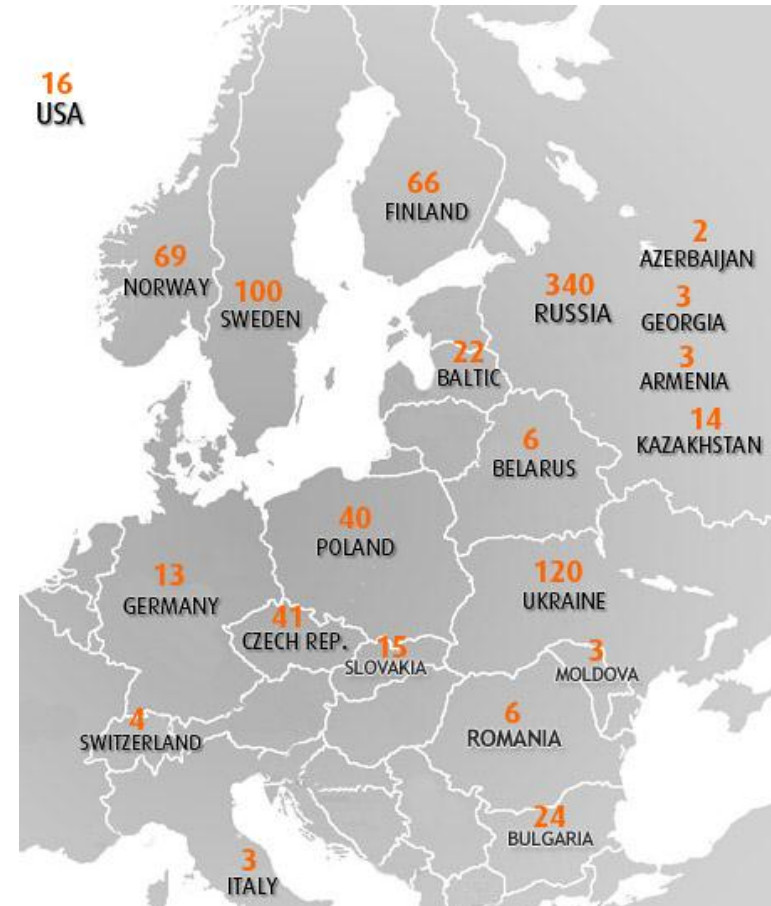 16
USA
66
FINLAND
2
AZERBAIJAN
69
NORWAY
100
SWEDEN
340
RUSSIA
3
GEORGIA
22
BALTIC
3
ARMENIA
14
KAZAKHSTAN
6
BELARUS
40
POLAND
13
GERMANY
120
UKRAINE
41
CZECH REP.
15
SLOVAKIA
3
MOLDOVA
4
SWITZERLAND
6
ROMANIA
24
BULGARIA
3
ITALY